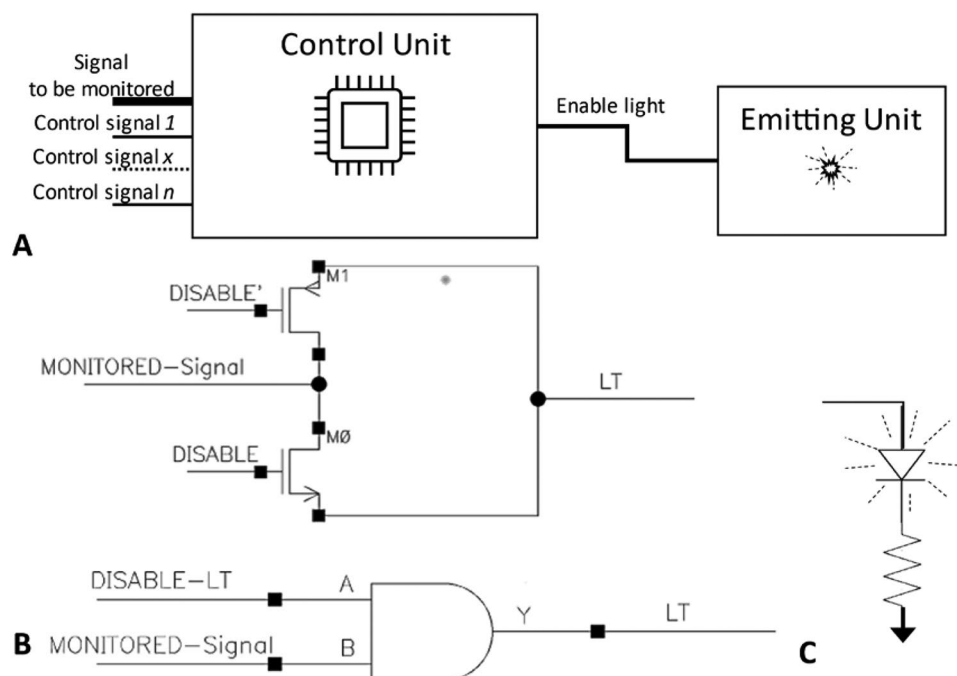 Control Unit
Signal
to be monitored
Control signal 1
Control signal x
Control signal n
Enable light
Emitting Unit
A
M1
DISABLE'
MONITORED-Signal
LT
MØ
DISABLE
DISABLE-LT
A
Y
LT
B
MONITORED-Signal
B
C